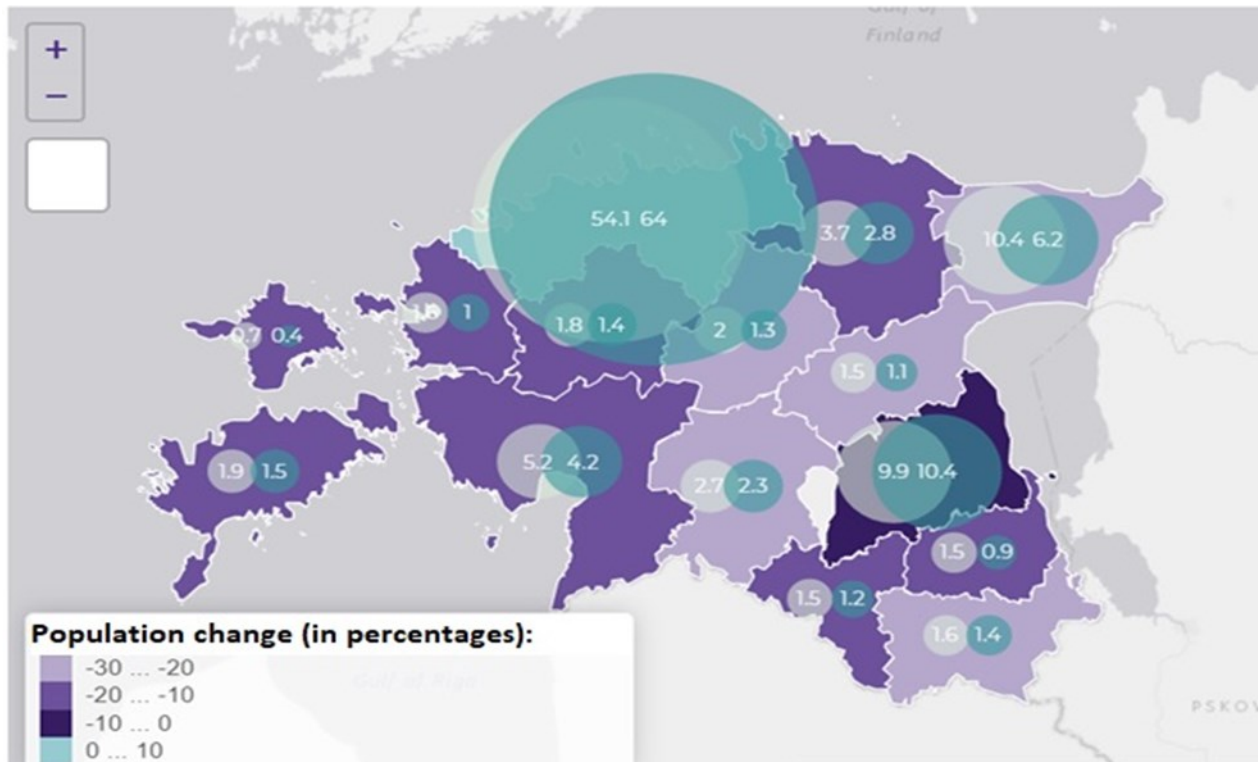 Gulf of
Finland
+
−
54.1 64
3.7 2.8
10.4 6.2
1
0.7 0.4
1.8 1.4
2 1.3
1.5 1.1
5.2 4.2
9.9 10.4
1.9 1.5
2.7 2.3
1.5 0.9
1.5 1.2
1.6 1.4
Population change (in percentages):
-30 ... -20
-20 ... -10
-10 ... 0
0 ... 10
Gulf of Riga
PSKOV